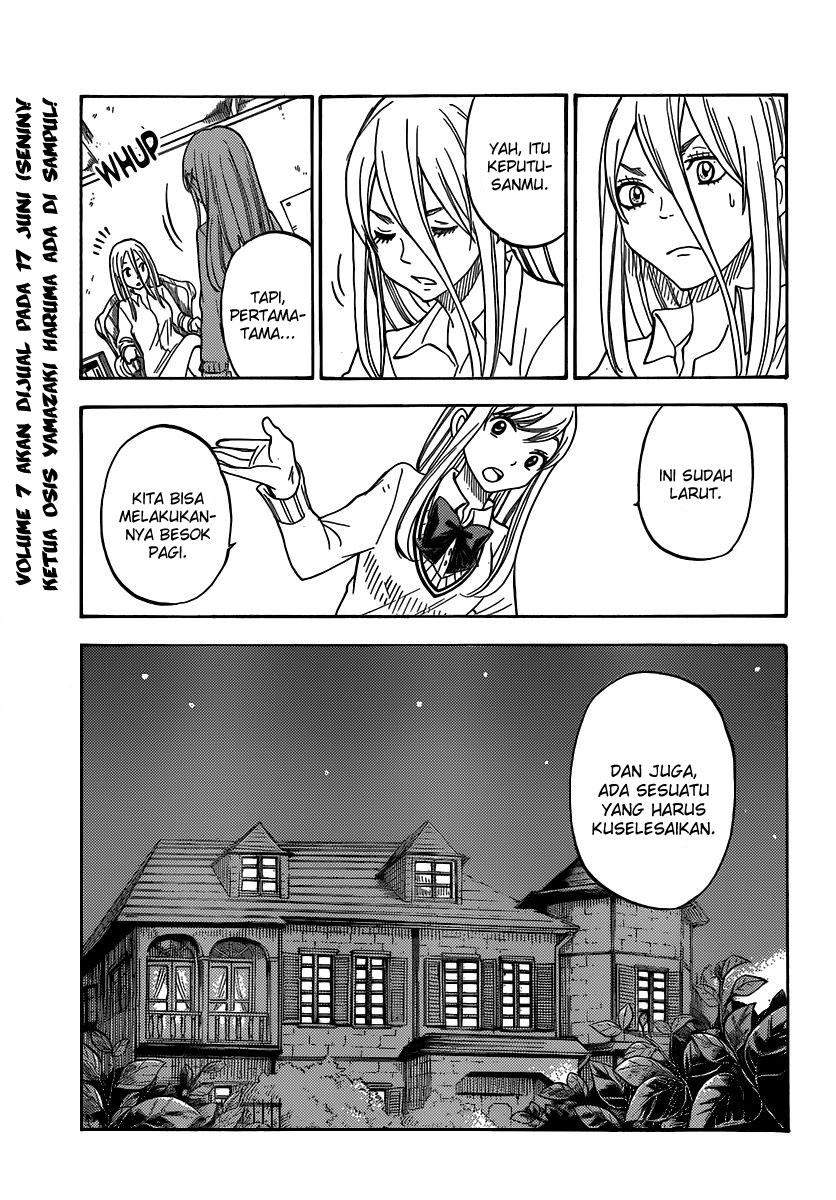 VOLUME 7 AKAN DIJUAL PADA 17 JUNI (SENIN)!
KETUA OSIS YAMAZAKI HARUMA ADA DI SAMPUL!
YAH, ITU
KEPUTU-
SANMU.
WHUP
TAPI,
PERTAMA-
TAMA...
INI SUDAH
LARUT.
KITA BISA
MELAKUKAN-
NYA BESOK
PAGI.
DAN JUGA,
ADA SESUATU
YANG HARUS
KUSELESAIKAN.